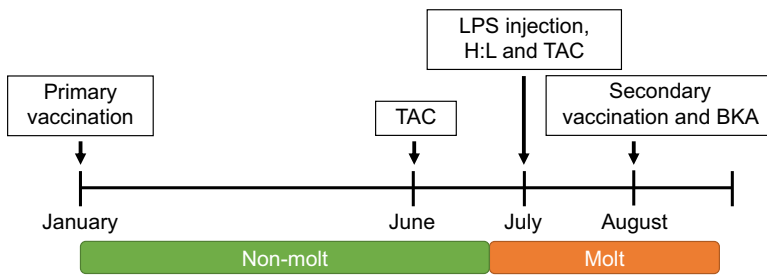 LPS injection,
H:L and TAC
Primary
vaccination
TAC
Secondary
vaccination and BKA
January
June
July
August
Non-molt
Molt